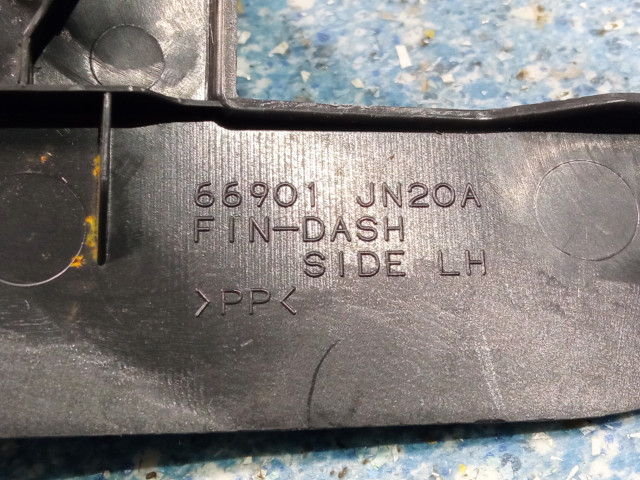 66901 JN20A
FIN-DASH
SIDE LH
>PP<